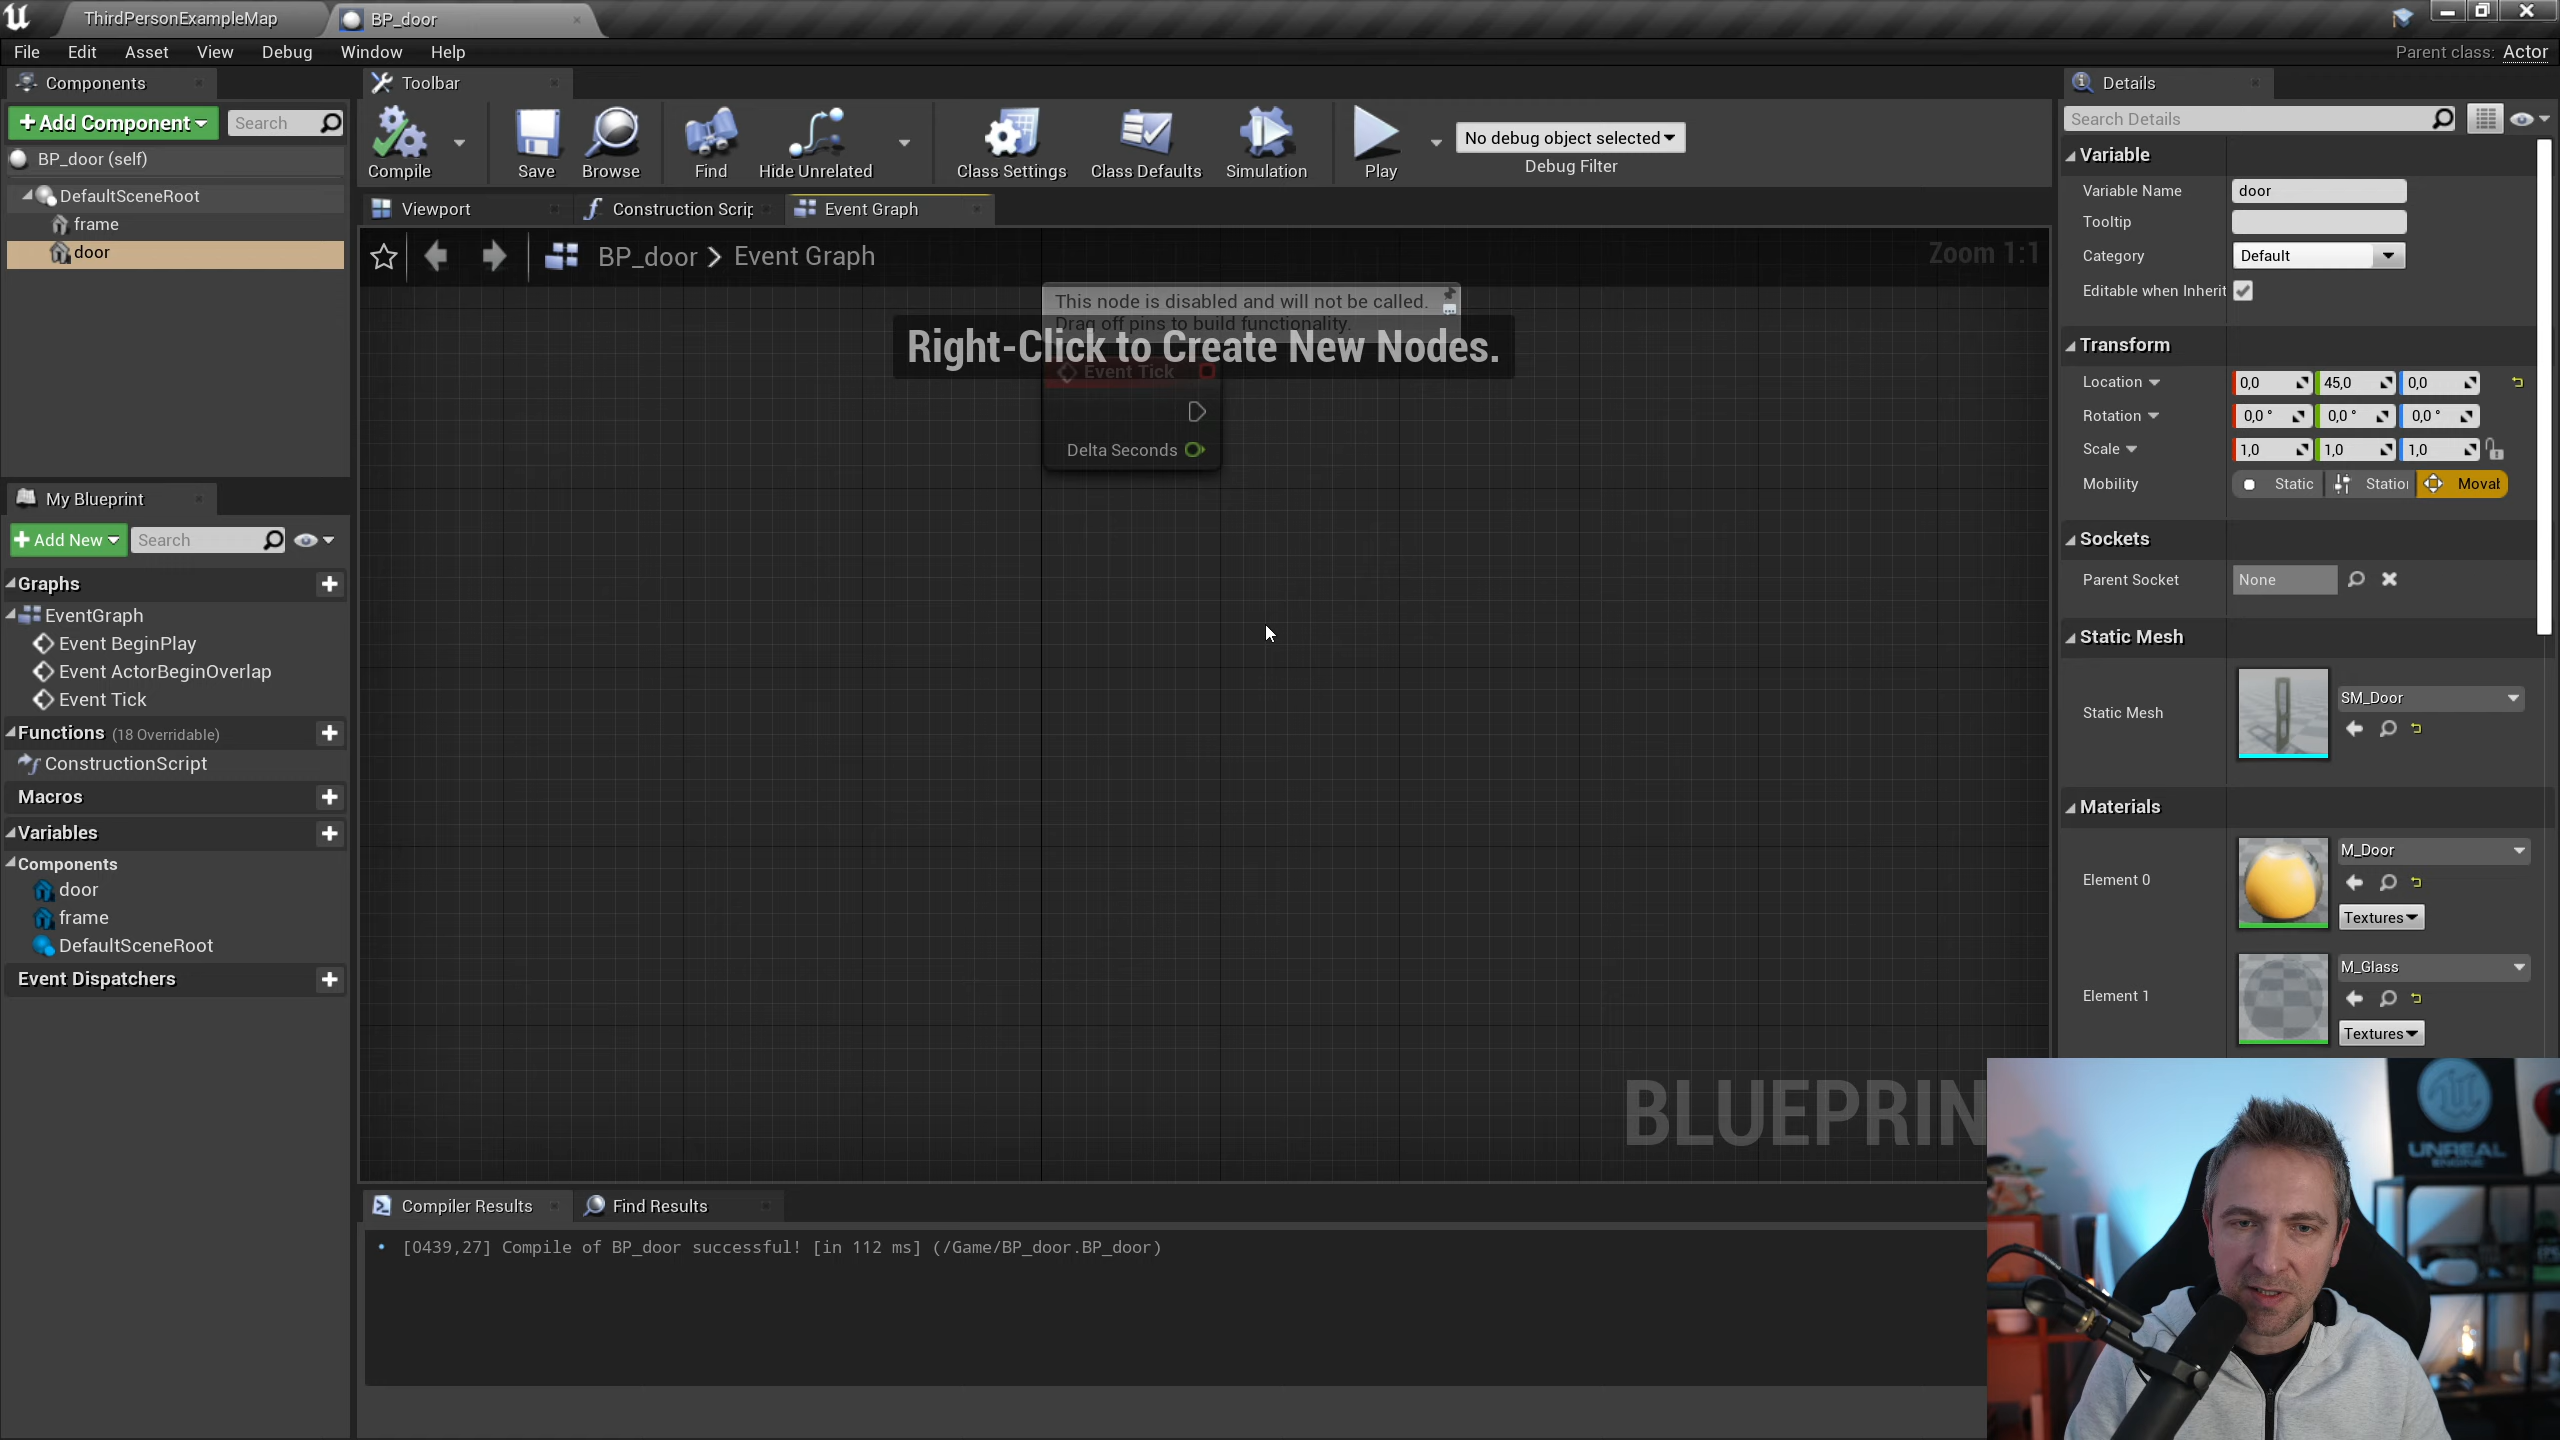 ThirdPersonExampleMap
BP_door
File Edit Asset View Debug Window Help
Parent class: Actor
Components
+Add Component
Search
BP_door (self)
DefaultSceneRoot
frame
door
My Blueprint
Add New
Search
Graphs
EventGraph
Event BeginPlay
Event ActorBeginOverlap
Event Tick
Functions (18 Overridable)
ConstructionScript
Macros
Variables
Components
door
frame
DefaultSceneRoot
Event Dispatchers
Toolbar
Compile
Save
Browse
Find
Hide Unrelated
Class Settings
Class Defaults
Simulation
Play
No debug object selected
Debug Filter
Viewport
Construction Scrip
Event Graph
BP_door > Event Graph
Zoom 1:1
This node is disabled and will not be called.
Drag off pins to build functionality.
Right-Click to Create New Nodes.
Event Tick
Delta Seconds
BLUEPRIN
Compiler Results
Find Results
[0439,27] Compile of BP_door successful! [in 112 ms] (/Game/BP_door.BP_door)
Details
Search Details
Variable
Variable Name door
Tooltip
Category Default
Editable when Inherit
Transform
Location 0,0 45,0 0,0
Rotation 0,0 ° 0,0 ° 0,0 °
Scale 1,0 1,0 1,0
Mobility Static Statio Movab
Sockets
Parent Socket None
Static Mesh
Static Mesh SM_Door
Materials
Element 0 M_Door
Textures
Element 1 M_Glass
Textures
UNREAL
ENGINE